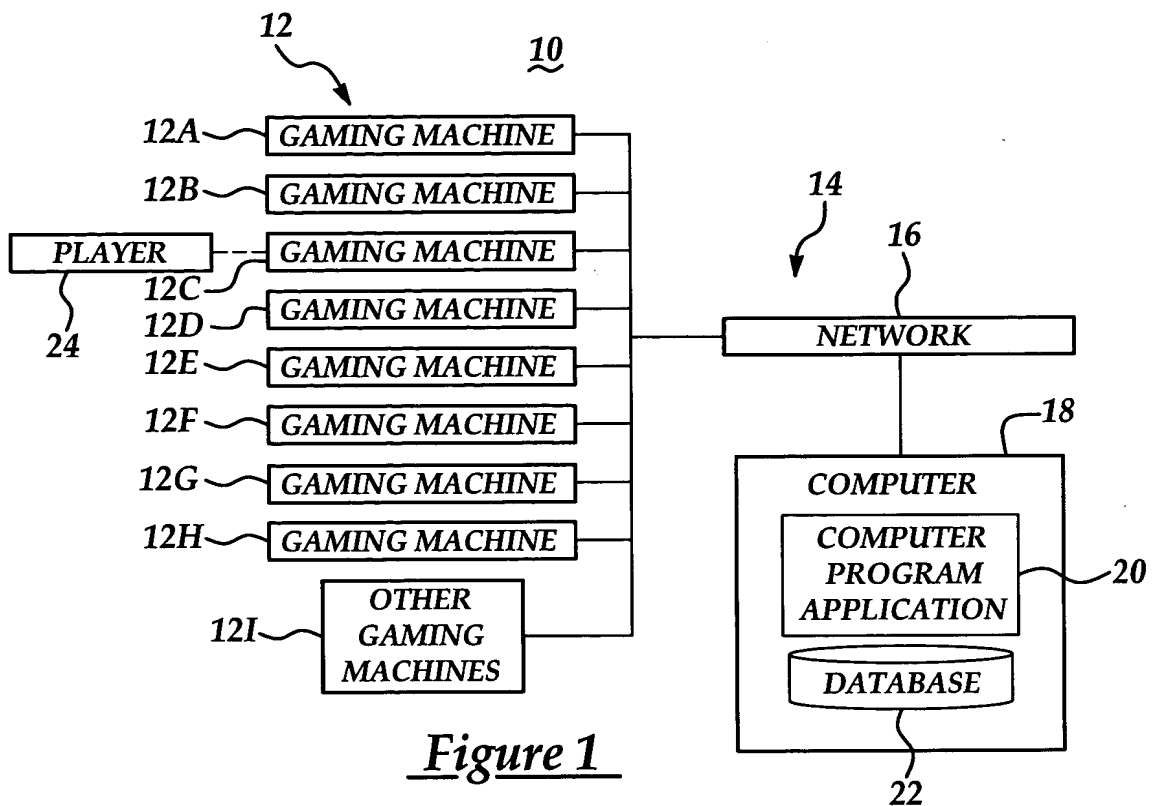 12
10
12A
GAMING MACHINE
12B
GAMING MACHINE
PLAYER
GAMING MACHINE
12C
24
GAMING MACHINE
12D
12E
GAMING MACHINE
12F
GAMING MACHINE
12G
GAMING MACHINE
12H
GAMING MACHINE
12I
OTHER
GAMING
MACHINES
14
16
NETWORK
18
COMPUTER
COMPUTER
PROGRAM
APPLICATION
20
DATABASE
22
Figure 1